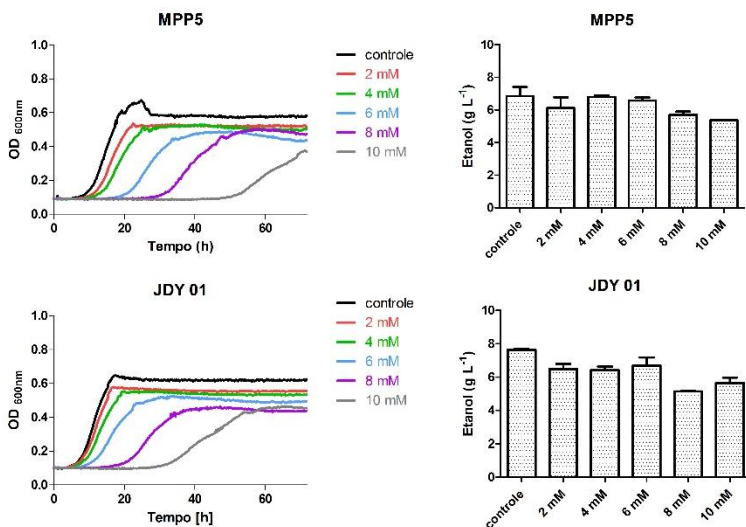 MPP5
OD 600nm
1.0
0.8
0.6
0.4
0.2
0.0
0
20
40
60
Tempo (h)
controle
2 mM
4 mM
6 mM
8 mM
10 mM
MPP5
Etanol (g L-1)
10
8
6
4
2
0
controle
2 mM
4 mM
6 mM
8 mM
10 mM
JDY 01
OD 600nm
1.0
0.8
0.6
0.4
0.2
0.0
0
20
40
60
Tempo [h]
controle
2 mM
4 mM
6 mM
8 mM
10 mM
JDY 01
Etanol (g L-1)
10
8
6
4
2
0
controle
2 mM
4 mM
6 mM
8 mM
10 mM